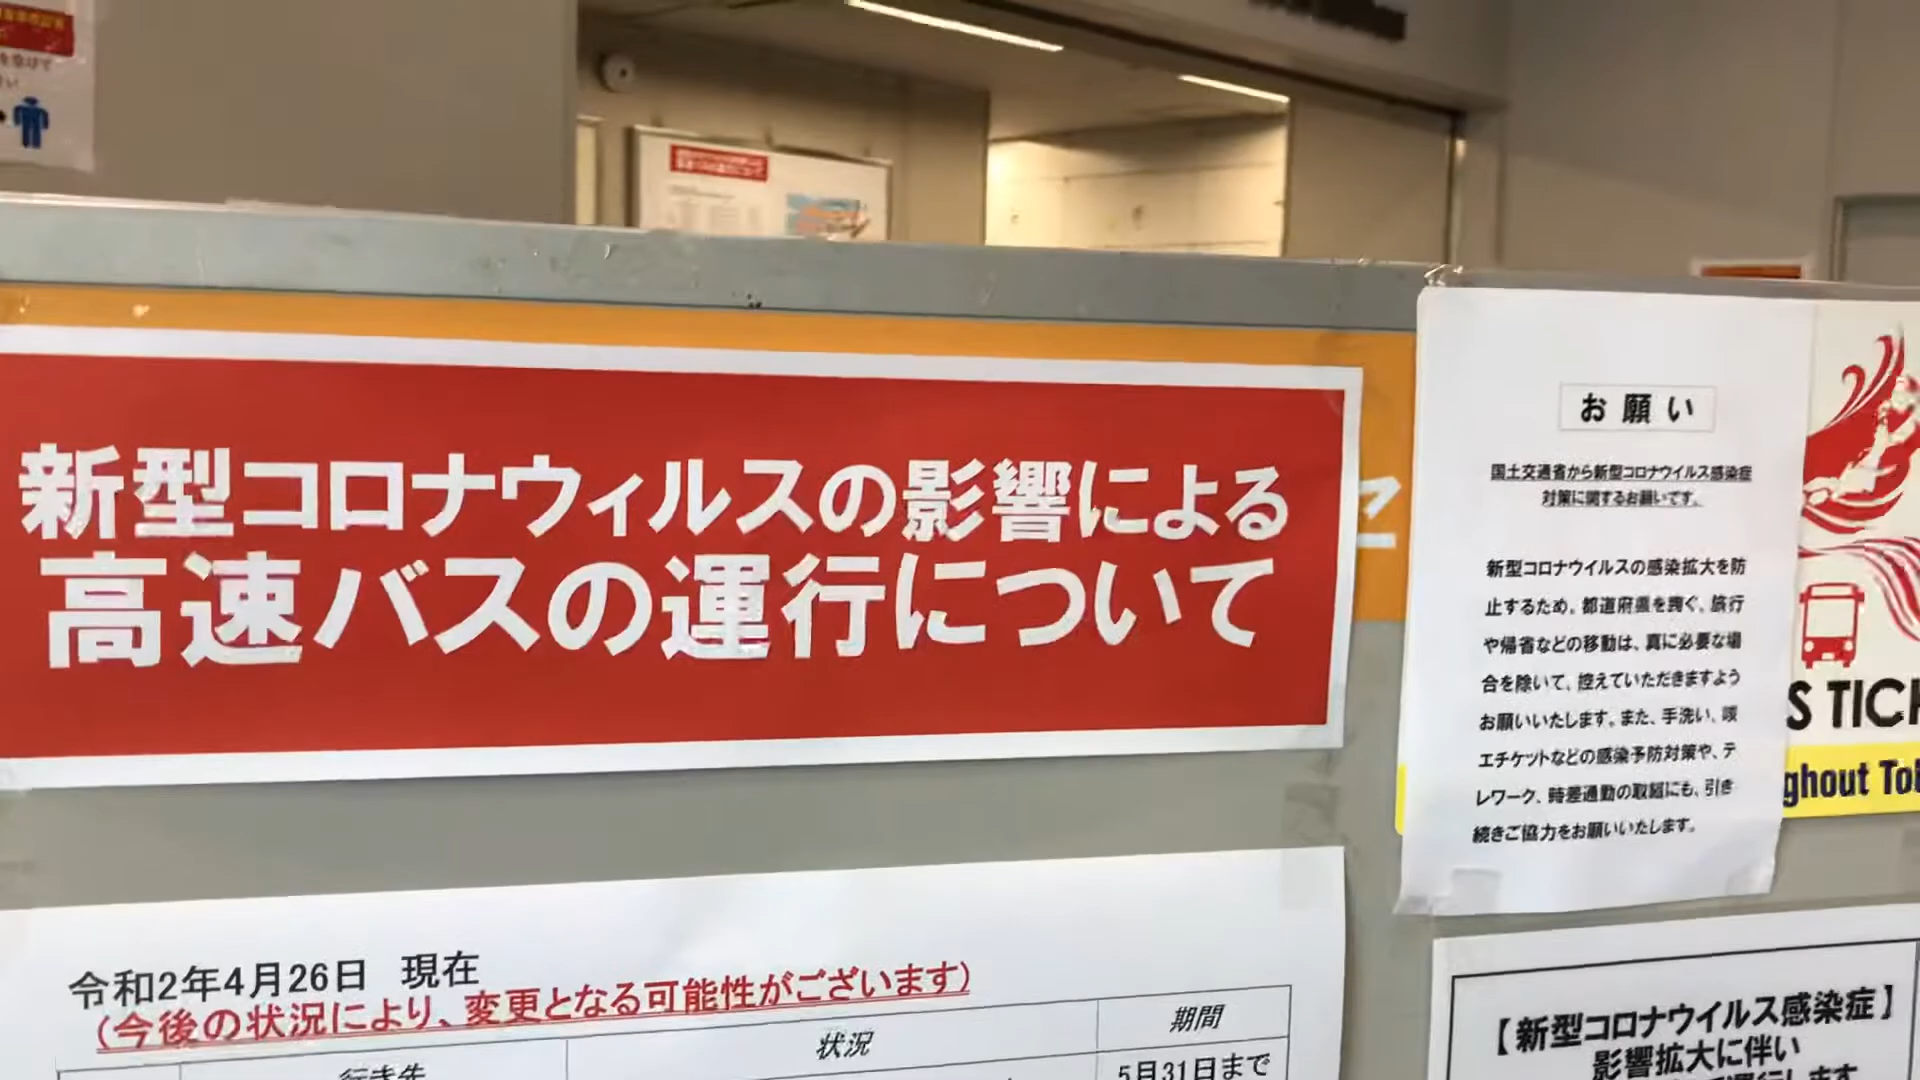 新型コロナウィルスの影響による
高速バスの運行について
お願い
国土交通省から新型コロナウイルス感染症
対策に関するお願いです。
新型コロナウイルスの感染拡大を防
止するため。都道府県を跨ぐ、旅行
や帰省などの移動は、真に必要な場
合を除いて、控えていただきますよう
お願いいたします。また、手洗い、咳
エチケットなどの感染予防対策や、テ
レワーク、時差通勤の取組にも、引き
続きご協力をお願いいたします。
S TICK
ghout To
令和2年4月26日 現在
(今後の状況により、変更となる可能性がございます)
行き先 状況 期間
5月31日まで
【新型コロナウイルス感染症】
影響拡大に伴い